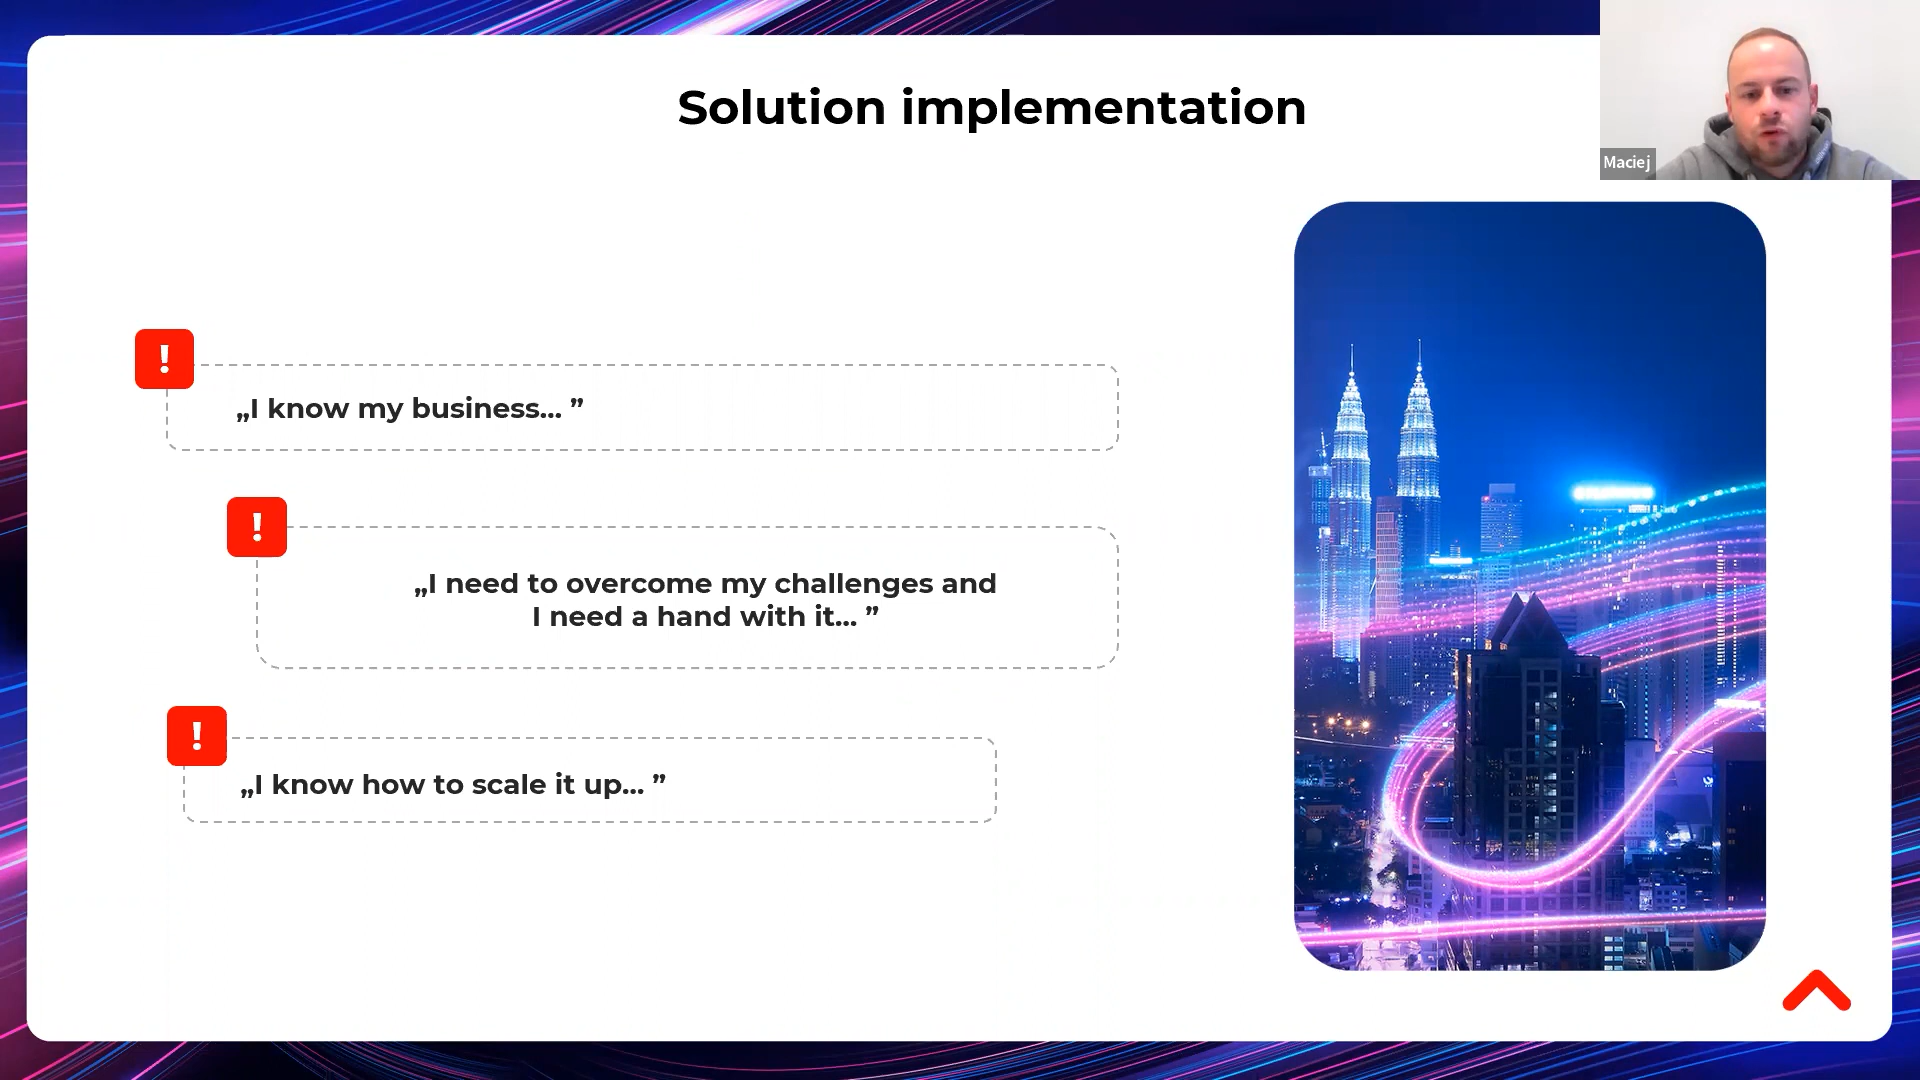 Solution implementation
Maciej
!
„I know my business... ”
!
„I need to overcome my challenges and
I need a hand with it... ”
!
„I know how to scale it up... ”